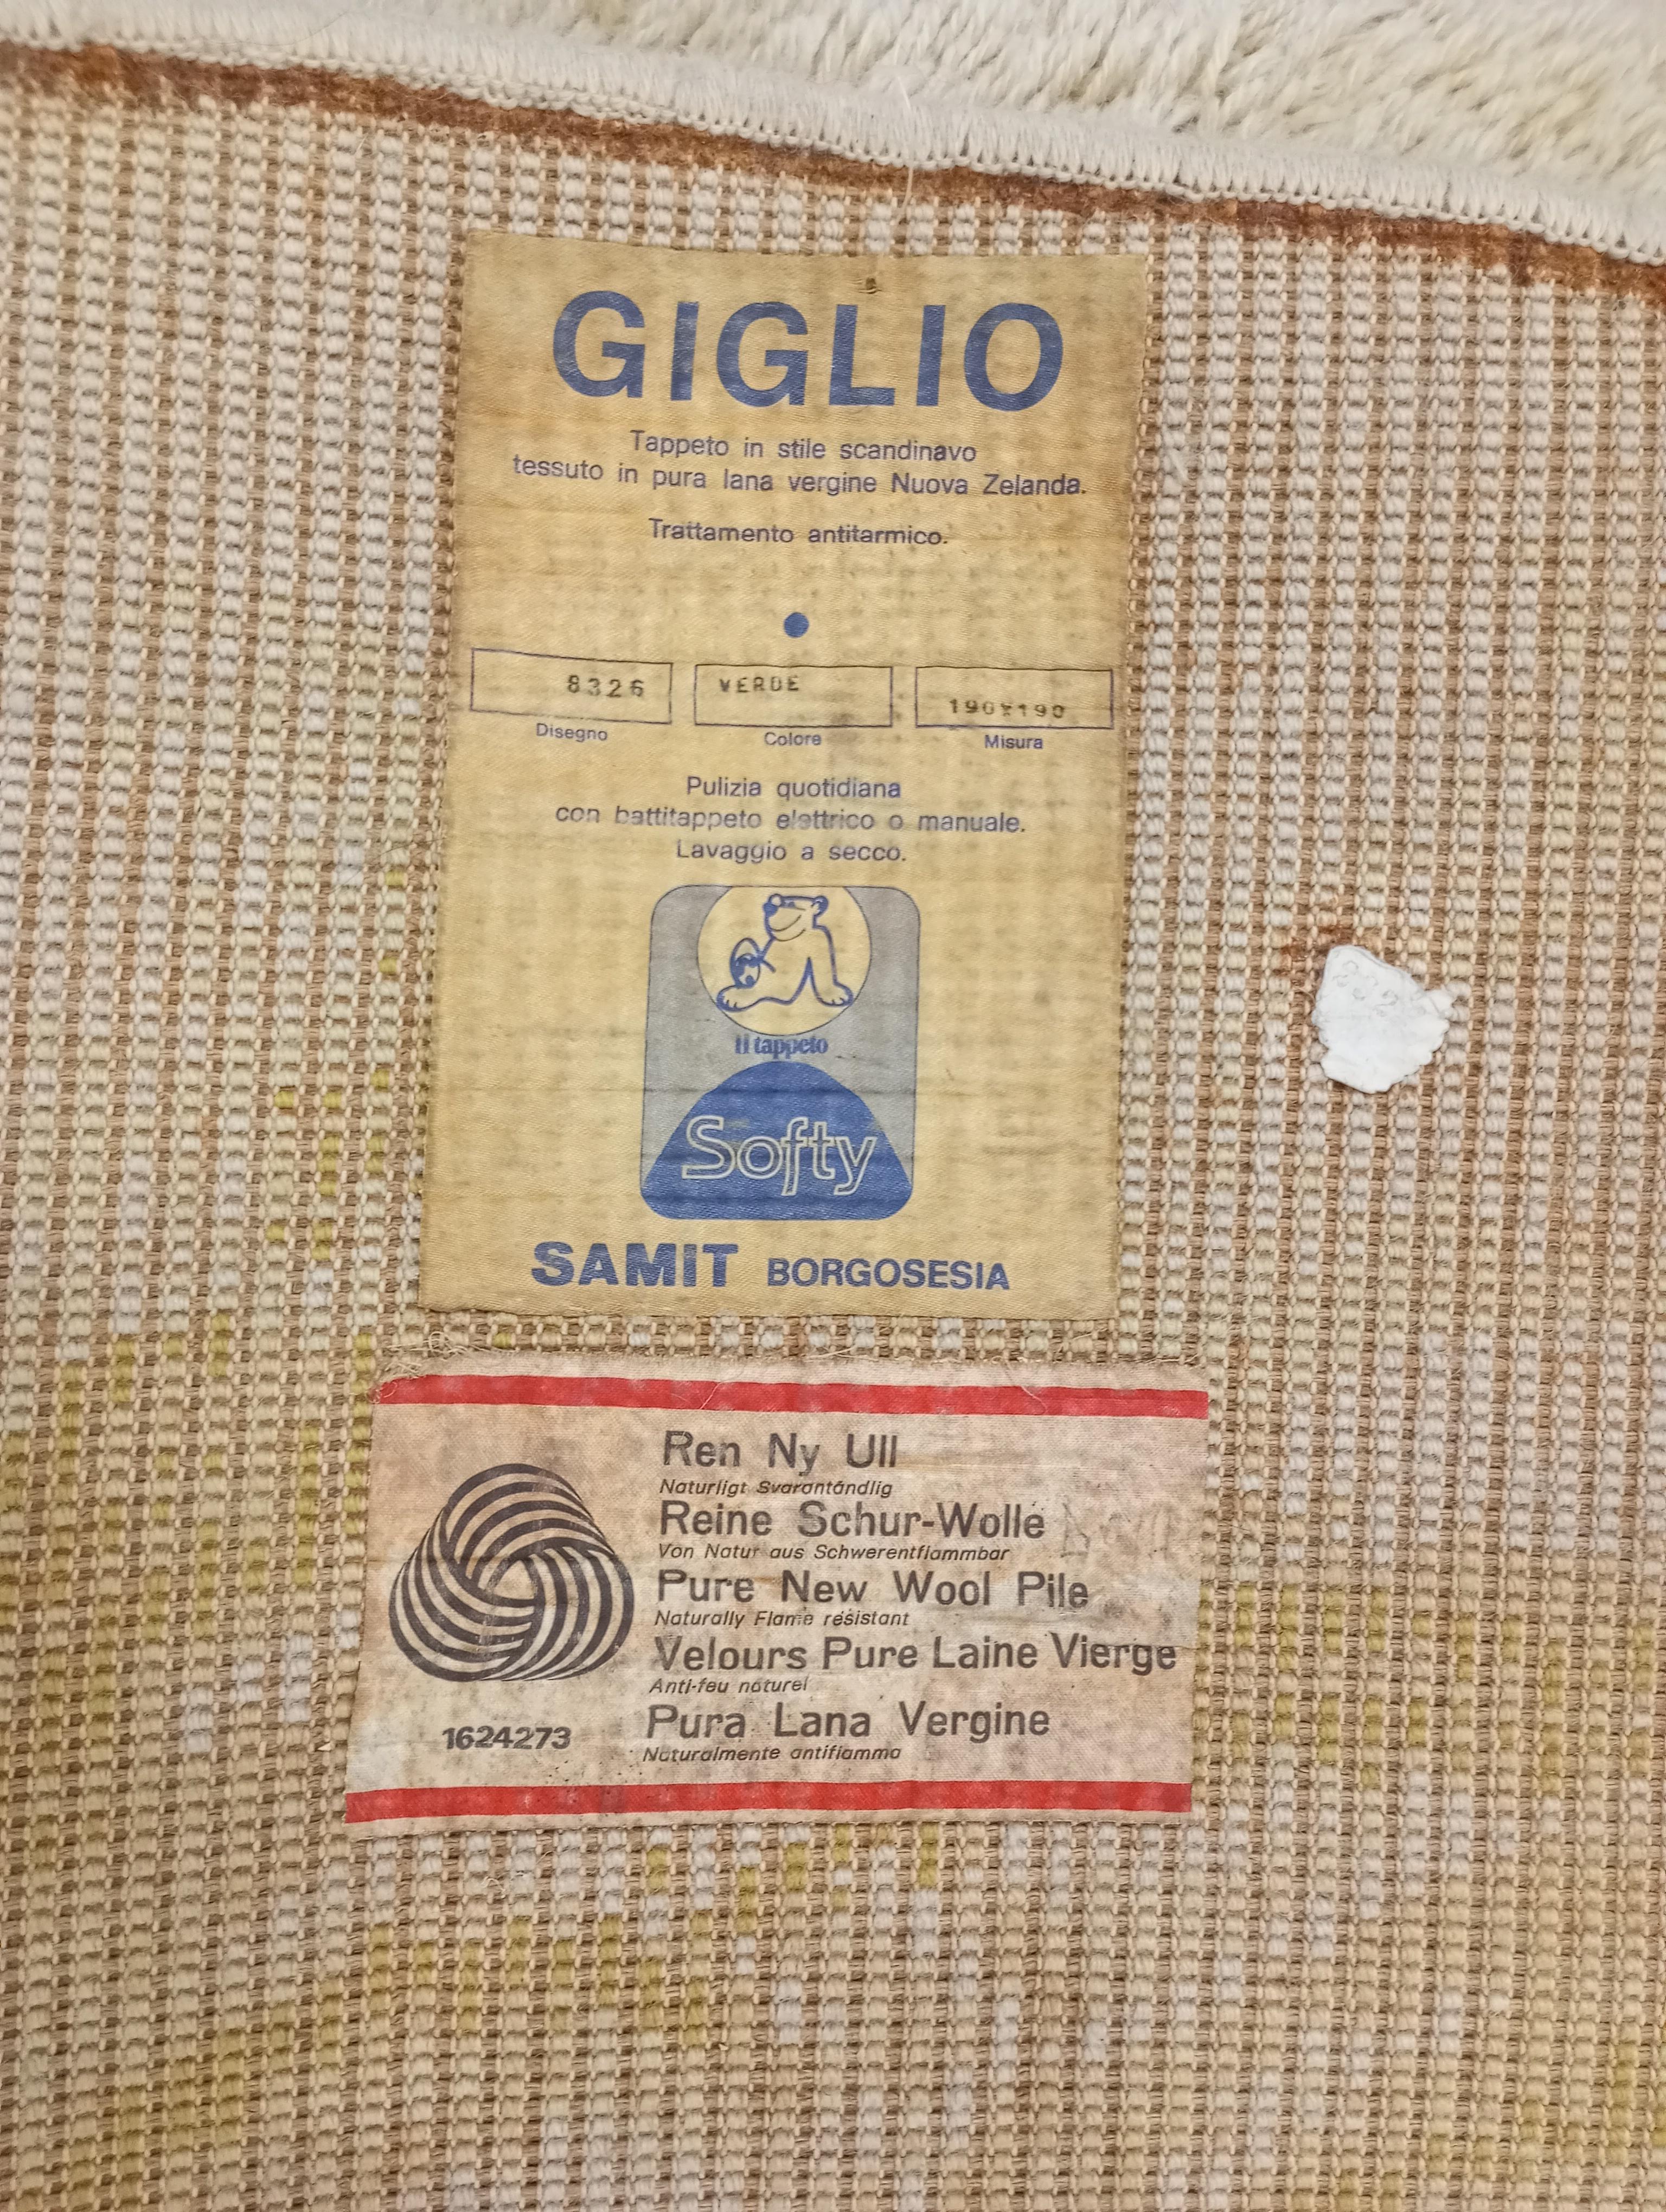 GIGLIO
Tappeto in stile scandinavo
tessuto in pura lana vergine Nuova Zelanda.
Trattamento antitarmico.
8326 VERDE 190x190
Disegno Colore Misura
Pulizia quotidiana
con battitappeto elettrico o manuale.
Lavaggio a secco.
Il tappeto
Softy
SAMIT BORGOSESIA
Ren Ny Ull
Naturligt Svarantändlig
Reine Schur-Wolle
Von Natur aus Schwerentflammbar
Pure New Wool Pile
Naturally Flame resistant
Velours Pure Laine Vierge
Anti-feu naturel
Pura Lana Vergine
Naturalmente antifiamma
1624273